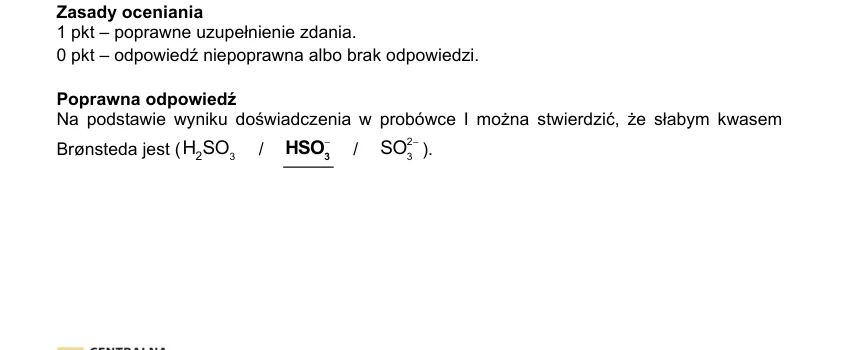 Zasady oceniania
1 pkt – poprawne uzupełnienie zdania.
0 pkt – odpowiedź niepoprawna albo brak odpowiedzi.
Poprawna odpowiedź
Na podstawie wyniku doświadczenia w probówce I można stwierdzić, że słabym kwasem
Brønsteda jest (H₂SO₃ / HSO₃⁻ / SO₃²⁻ ).
CENTRALNA